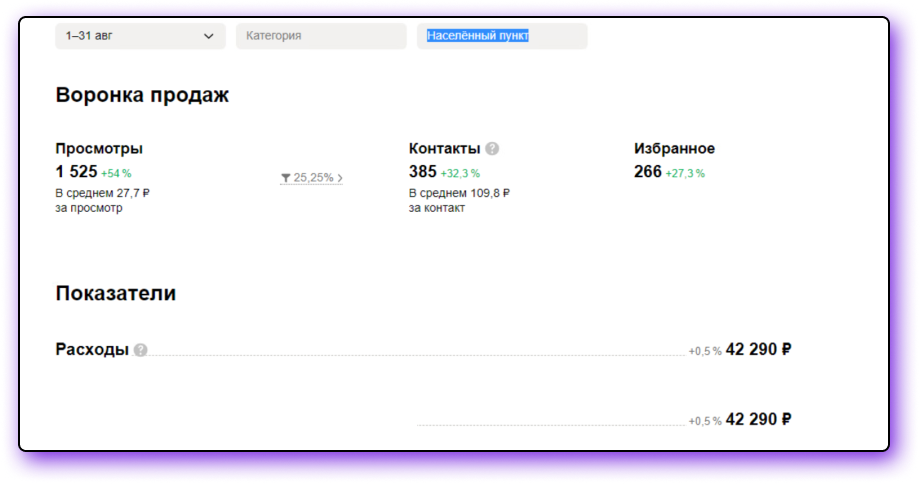 1–31 авг
Категория
Населённый пункт
Воронка продаж
Просмотры
1 525 +54 %
В среднем 27,7 ₽
за просмотр
25,25%
Контакты ?
385 +32,3 %
В среднем 109,8 ₽
за контакт
Избранное
266 +27,3 %
Показатели
Расходы ? +0,5 % 42 290 ₽
+0,5 % 42 290 ₽